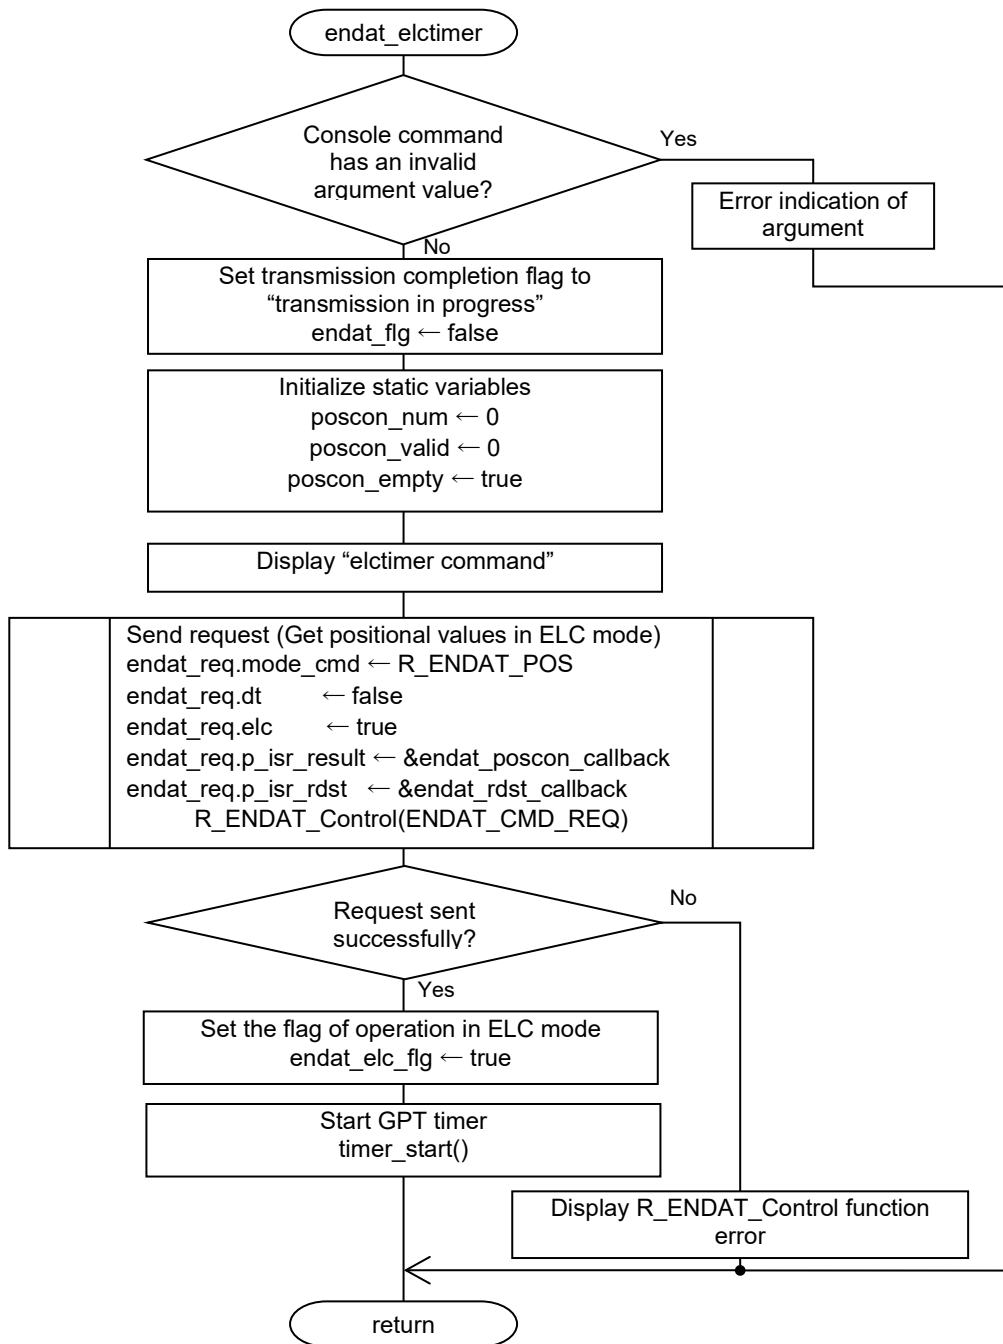 endat_elctimer
Console command
has an invalid
argument value?
Yes
Error indication of
argument
No
Set transmission completion flag to
“transmission in progress”
endat_flg ← false
Initialize static variables
poscon_num ← 0
poscon_valid ← 0
poscon_empty ← true
Display “elctimer command”
Send request (Get positional values in ELC mode)
endat_req.mode_cmd ← R_ENDAT_POS
endat_req.dt ← false
endat_req.elc ← true
endat_req.p_isr_result ← &endat_poscon_callback
endat_req.p_isr_rdst ← &endat_rdst_callback
R_ENDAT_Control(ENDAT_CMD_REQ)
Request sent
successfully?
No
Yes
Set the flag of operation in ELC mode
endat_elc_flg ← true
Start GPT timer
timer_start()
Display R_ENDAT_Control function
error
return